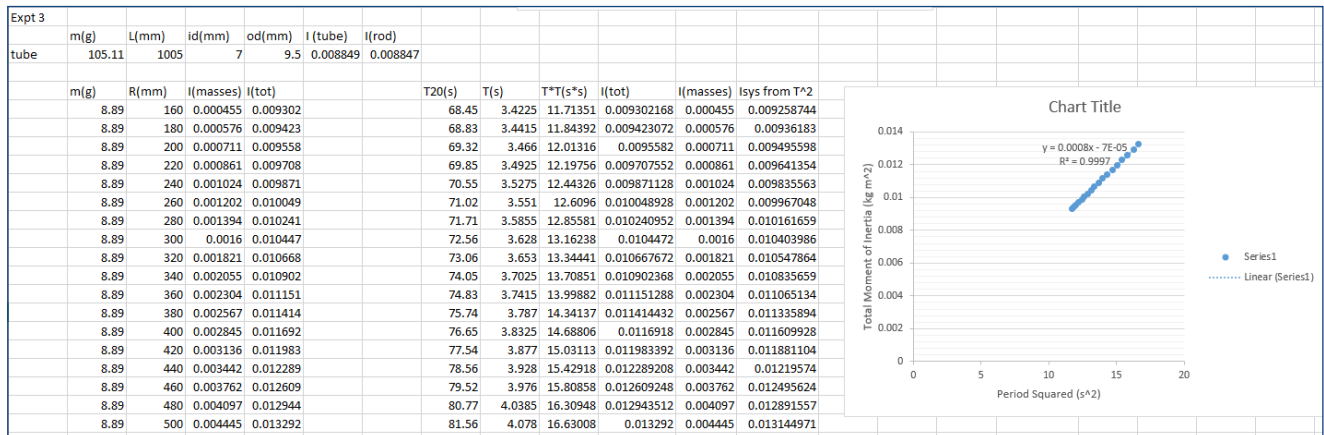 Expt 3
m(g) L(mm) id(mm) od(mm) I (tube) I(rod)
tube 105.11 1005 7 9.5 0.008849 0.008847
m(g) R(mm) I(masses) I(tot) T20(s) T(s) T*T(s*s) I(tot) I(masses) Isys from T^2
8.89 160 0.000455 0.009302 68.45 3.4225 11.71351 0.009302168 0.000455 0.009258744
8.89 180 0.000576 0.009423 68.83 3.4415 11.84392 0.009423072 0.000576 0.00936183
8.89 200 0.000711 0.009558 69.32 3.466 12.01316 0.0095582 0.000711 0.009495598
8.89 220 0.000861 0.009708 69.85 3.4925 12.19756 0.009707552 0.000861 0.009641354
8.89 240 0.001024 0.009871 70.55 3.5275 12.44326 0.009871128 0.001024 0.009835563
8.89 260 0.001202 0.010049 71.02 3.551 12.6096 0.010048928 0.001202 0.009967048
8.89 280 0.001394 0.010241 71.71 3.5855 12.85581 0.010240952 0.001394 0.010161659
8.89 300 0.0016 0.010447 72.56 3.628 13.16238 0.0104472 0.0016 0.010403986
8.89 320 0.001821 0.010668 73.06 3.653 13.34441 0.010667672 0.001821 0.010547864
8.89 340 0.002055 0.010902 74.05 3.7025 13.70851 0.010902368 0.002055 0.010835659
8.89 360 0.002304 0.011151 74.83 3.7415 13.99882 0.011151288 0.002304 0.011065134
8.89 380 0.002567 0.011414 75.74 3.787 14.34137 0.011414432 0.002567 0.011335894
8.89 400 0.002845 0.011692 76.65 3.8325 14.68806 0.0116918 0.002845 0.011609928
8.89 420 0.003136 0.011983 77.54 3.877 15.03113 0.011983392 0.003136 0.011881104
8.89 440 0.003442 0.012289 78.56 3.928 15.42918 0.012289208 0.003442 0.01219574
8.89 460 0.003762 0.012609 79.52 3.976 15.80858 0.012609248 0.003762 0.012495624
8.89 480 0.004097 0.012944 80.77 4.0385 16.30948 0.012943512 0.004097 0.012891557
8.89 500 0.004445 0.013292 81.56 4.078 16.63008 0.013292 0.004445 0.013144971
Chart Title
Total Moment of Inertia (kg m^2)
0.014
0.012
0.01
0.008
0.006
0.004
0.002
0
y = 0.0008x - 7E-05
R² = 0.9997
0 5 10 15 20
Period Squared (s^2)
Series1
Linear (Series1)